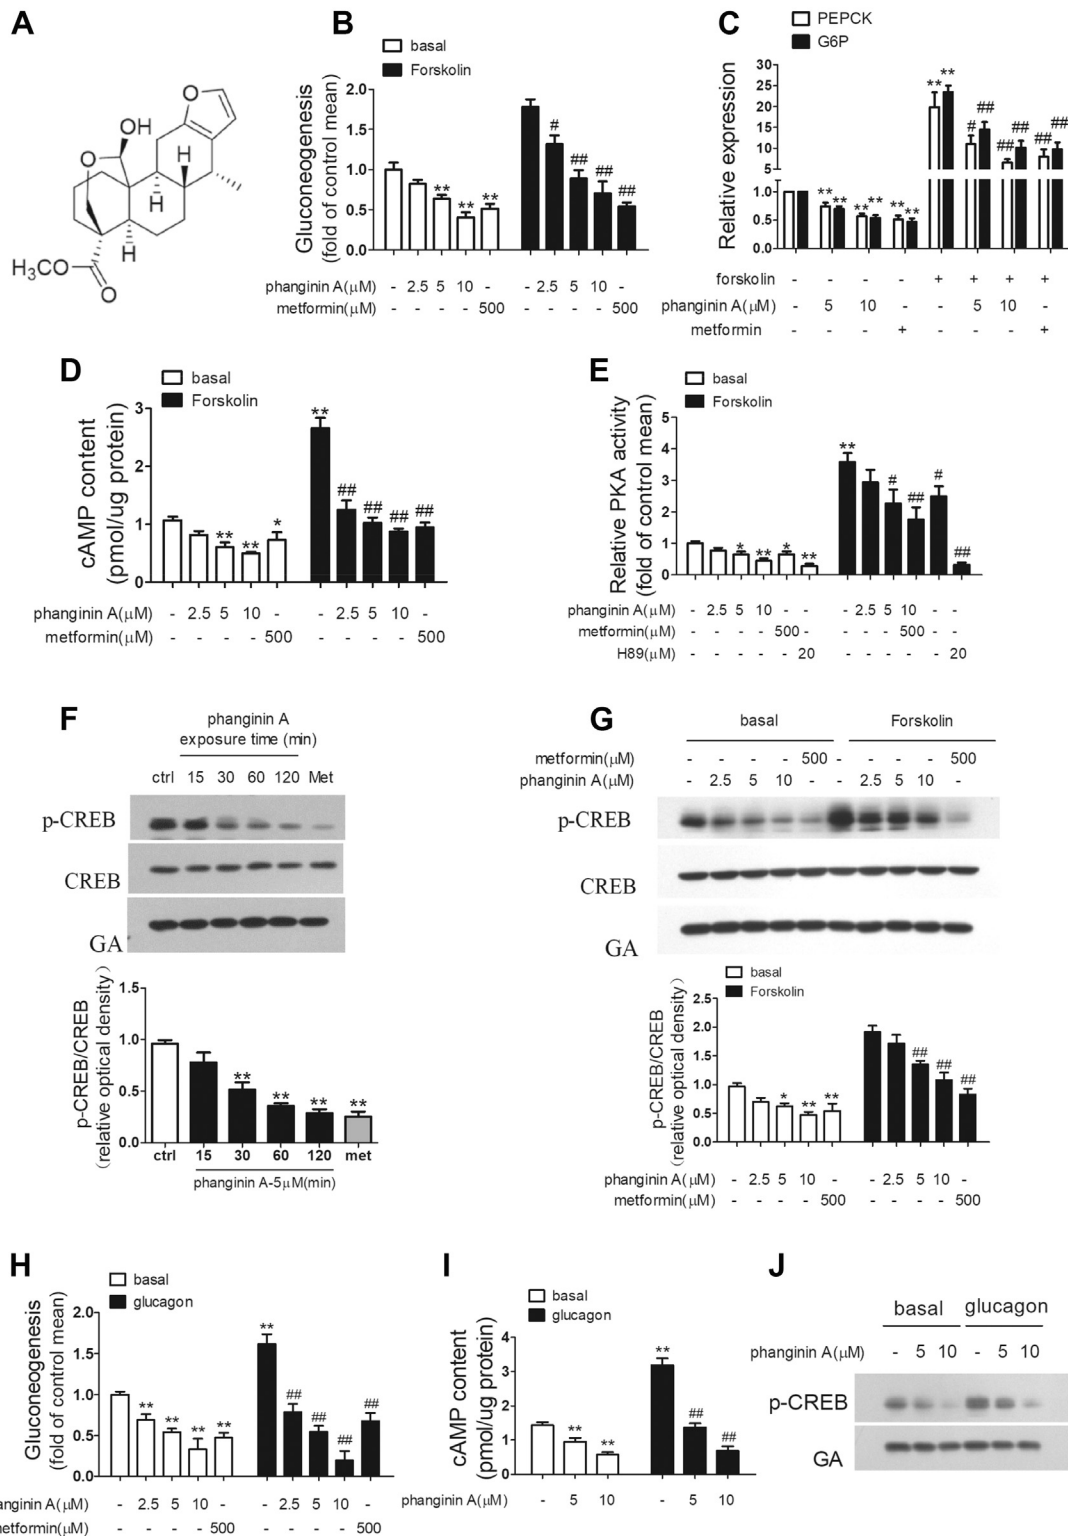 A
OH
O
O
H
H
H
H₃CO
O
B
basal
Forskolin
Gluconeogenesis
(fold of control mean)
2.0
1.5
1.0
0.5
0.0
phanginin A(μM) - 2.5 5 10 - - 2.5 5 10 -
metformin(μM) - - - - 500 - - - - 500
# ## ## ##
** ** **
C
PEPCK
G6P
Relative expression
30
25
20
15
10
5
1.0
0.5
0.0
** ** ** ** ** ** ** **
# ## ## ## ## ##
forskolin - - - - + + + +
phanginin A(μM) - 5 10 - - 5 10 -
metformin - - - + - - - +
D
basal
Forskolin
cAMP content
(pmol/ug protein)
3
2
1
0
** ** * ** ## ## ## ##
phanginin A(μM) - 2.5 5 10 - - 2.5 5 10 -
metformin(μM) - - - - 500 - - - - 500
E
basal
Forskolin
Relative PKA activity
(fold of control mean)
5
4
3
2
1
0
* ** * ** ** # ## # ##
phanginin A(μM) - 2.5 5 10 - - - 2.5 5 10 - -
metformin(μM) - - - - 500 - - - - 500 - -
H89(μM) - - - - - 20 - - - - - 20
F
phanginin A
exposure time (min)
ctrl 15 30 60 120 Met
p-CREB
CREB
GA
p-CREB/CREB
(relative optical density)
1.5
1.0
0.5
0.0
** ** ** **
ctrl 15 30 60 120 met
phanginin A-5μM(min)
G
basal Forskolin
metformin(μM) - - - - 500 - - - - 500
phanginin A(μM) - 2.5 5 10 - - 2.5 5 10 -
p-CREB
CREB
GA
basal
Forskolin
p-CREB/CREB
(relative optical density)
2.5
2.0
1.5
1.0
0.5
0.0
* ** ** ## ## ##
phanginin A(μM) - 2.5 5 10 - - 2.5 5 10 -
metformin(μM) - - - - 500 - - - - 500
H
basal
glucagon
Gluconeogenesis
(fold of control mean)
2.0
1.5
1.0
0.5
0.0
** ** ** ** ** ## ## ## ##
anginin A(μM) - 2.5 5 10 - - 2.5 5 10 -
netformin(μM) - - - - 500 - - - - 500
I
basal
glucagon
cAMP content
(pmol/ug protein)
4
3
2
1
0
** ** ** ## ##
phanginin A(μM) - 5 10 - 5 10
J
basal glucagon
phanginin A(μM) - 5 10 - 5 10
p-CREB
GA